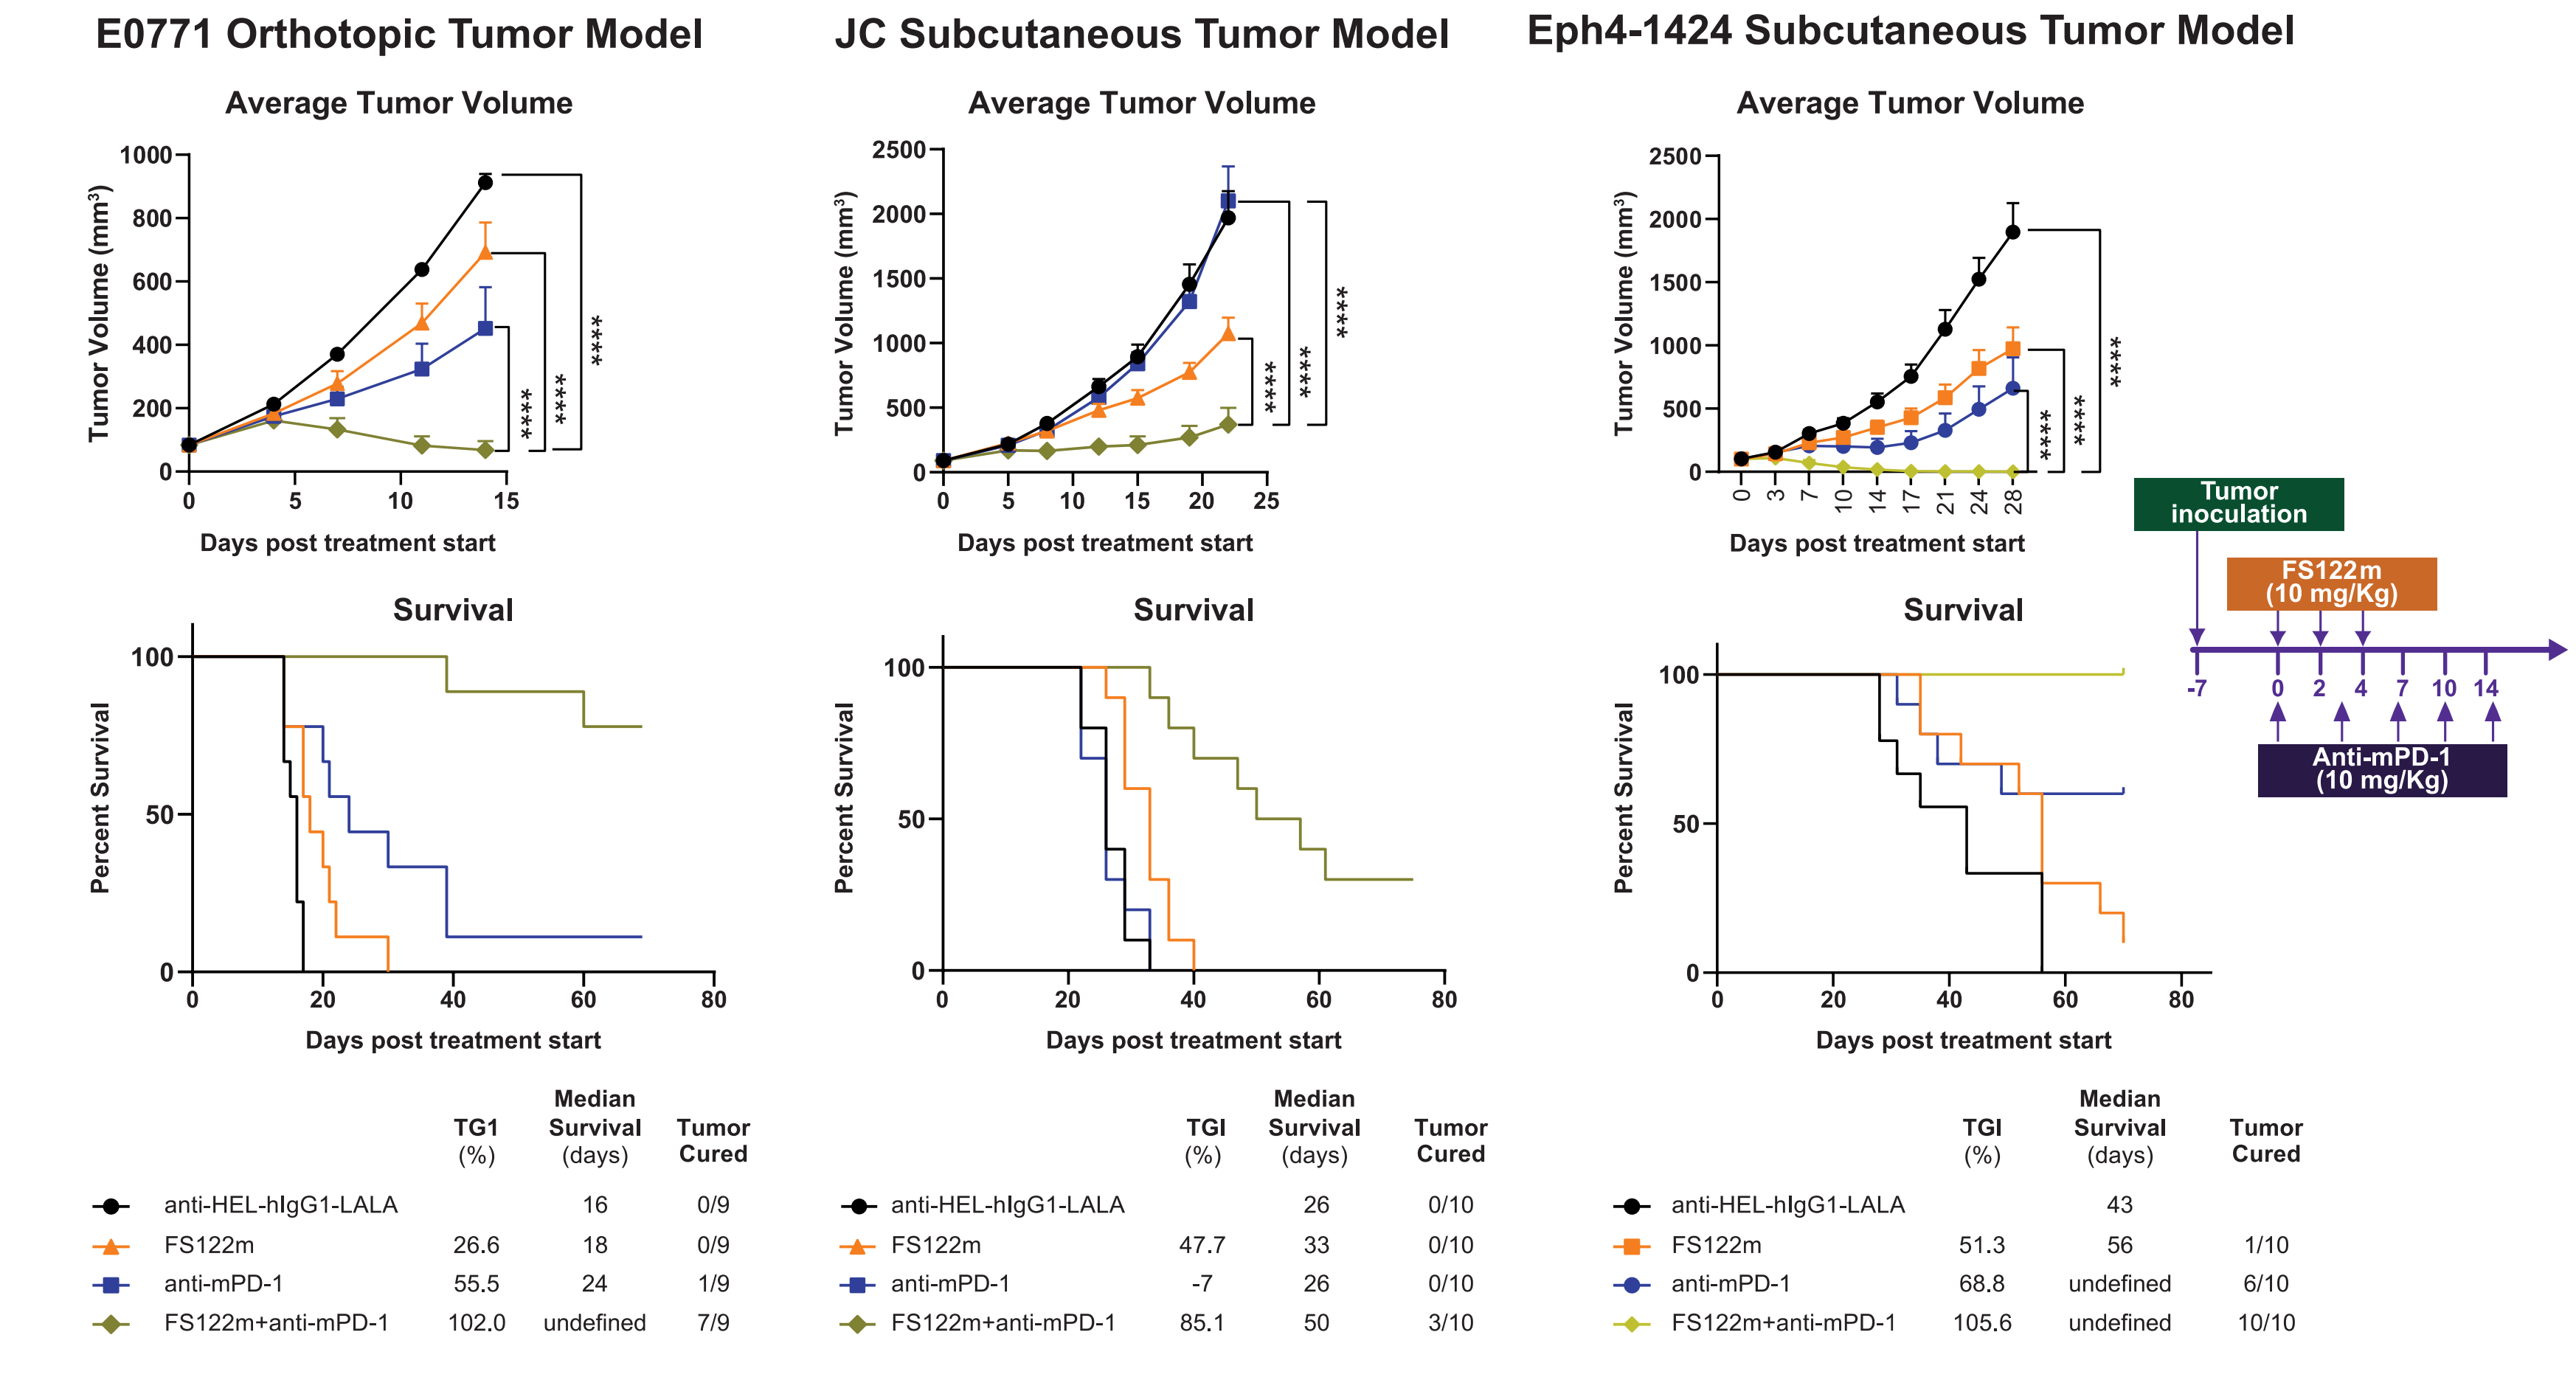 E0771 Orthotopic Tumor Model
Average Tumor Volume
Tumor Volume (mm³)
1000
800
600
400
200
0
0 5 10 15
****
****
****
Days post treatment start
Survival
Percent Survival
100
50
0
0 20 40 60 80
Days post treatment start
Median
TG1 Survival Tumor
(%) (days) Cured
anti-HEL-hIgG1-LALA 16 0/9
FS122m 26.6 18 0/9
anti-mPD-1 55.5 24 1/9
FS122m+anti-mPD-1 102.0 undefined 7/9
JC Subcutaneous Tumor Model
Average Tumor Volume
Tumor Volume (mm³)
2500
2000
1500
1000
500
0
0 5 10 15 20 25
****
****
****
Days post treatment start
Survival
Percent Survival
100
50
0
0 20 40 60 80
Days post treatment start
Median
TGI Survival Tumor
(%) (days) Cured
anti-HEL-hIgG1-LALA 26 0/10
FS122m 47.7 33 0/10
anti-mPD-1 -7 26 0/10
FS122m+anti-mPD-1 85.1 50 3/10
Eph4-1424 Subcutaneous Tumor Model
Average Tumor Volume
Tumor Volume (mm³)
2500
2000
1500
1000
500
0
0 3 7 10 14 17 21 24 28
****
****
****
Days post treatment start
Survival
Percent Survival
100
50
0
0 20 40 60 80
Days post treatment start
Median
TGI Survival Tumor
(%) (days) Cured
anti-HEL-hIgG1-LALA 43
FS122m 51.3 56 1/10
anti-mPD-1 68.8 undefined 6/10
FS122m+anti-mPD-1 105.6 undefined 10/10
Tumor
inoculation
FS122m
(10 mg/Kg)
-7 0 2 4 7 10 14
Anti-mPD-1
(10 mg/Kg)